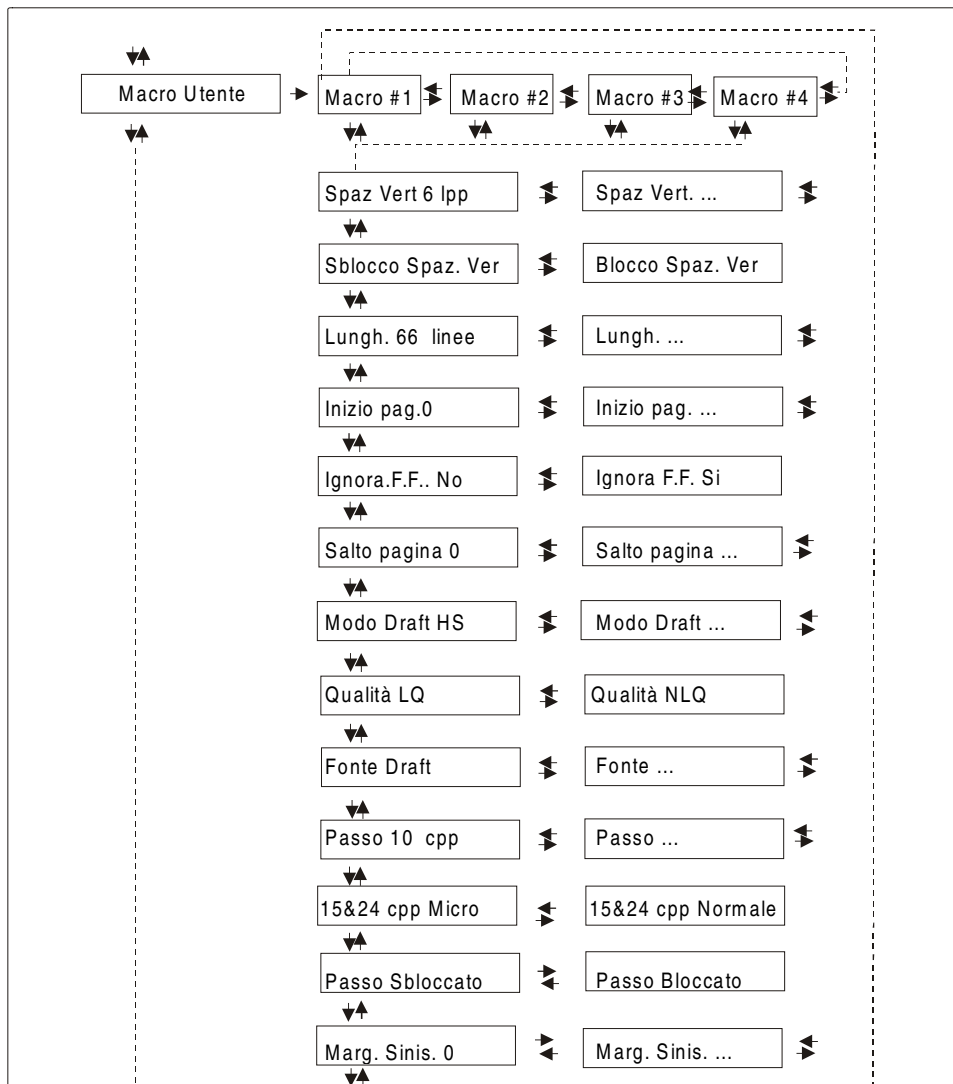 Macro Utente Macro #1 Macro #2 Macro #3 Macro #4
Spaz Vert 6 lpp Spaz Vert. ...
Sblocco Spaz. Ver Blocco Spaz. Ver
Lungh. 66 linee Lungh. ...
Inizio pag.0 Inizio pag. ...
Ignora.F.F.. No Ignora F.F. Si
Salto pagina 0 Salto pagina ...
Modo Draft HS Modo Draft ...
Qualità LQ Qualità NLQ
Fonte Draft Fonte ...
Passo 10 cpp Passo ...
15&24 cpp Micro 15&24 cpp Normale
Passo Sbloccato Passo Bloccato
Marg. Sinis. 0 Marg. Sinis. ...